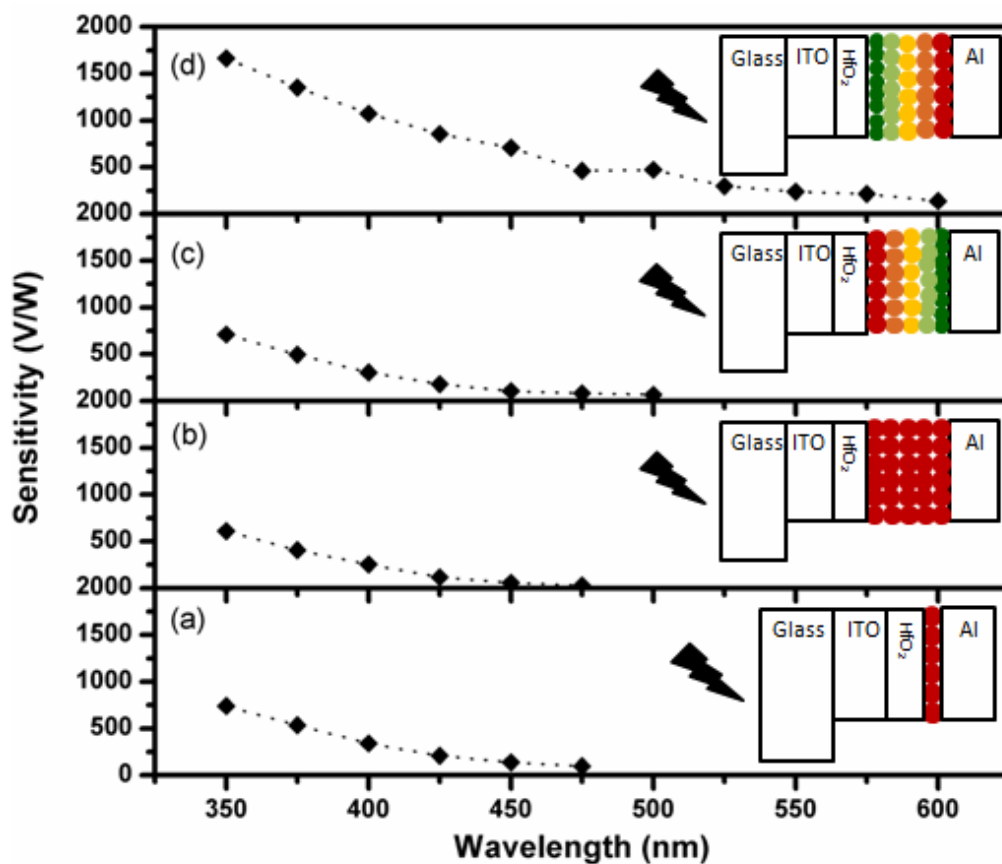 Sensitivity (V/W)
2000
1500
1000
500
(d)
Glass
ITO
HfO₂
Al
2000
1500
1000
500
(c)
Glass
ITO
HfO₂
Al
2000
1500
1000
500
(b)
Glass
ITO
HfO₂
Al
2000
1500
1000
500
0
(a)
Glass
ITO
HfO₂
Al
350 400 450 500 550 600
Wavelength (nm)